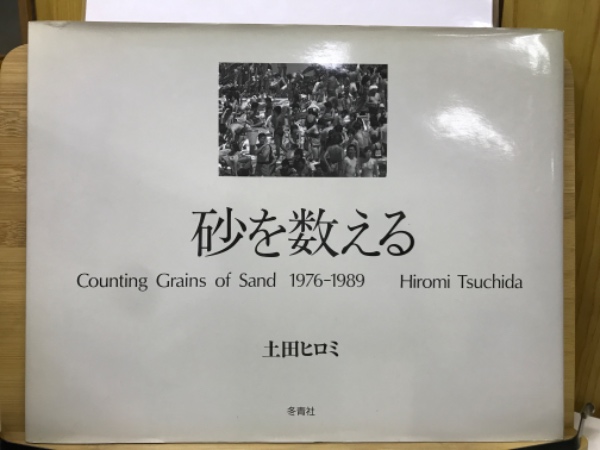 砂を数える
Counting Grains of Sand 1976-1989 Hiromi Tsuchida
土田ヒロミ
冬青社